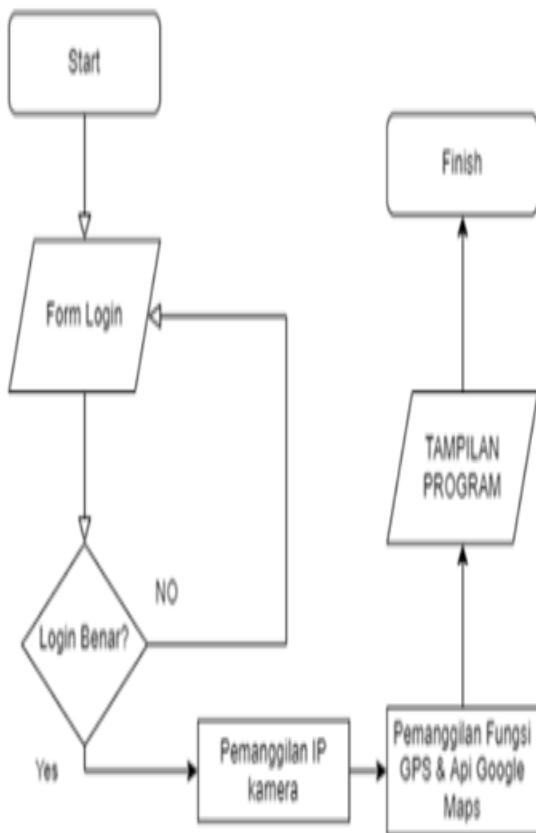 Start
Form Login
Login Benar?
NO
Yes
Pemanggilan IP
kamera
Pemanggilan Fungsi
GPS & Api Google
Maps
TAMPILAN
PROGRAM
Finish